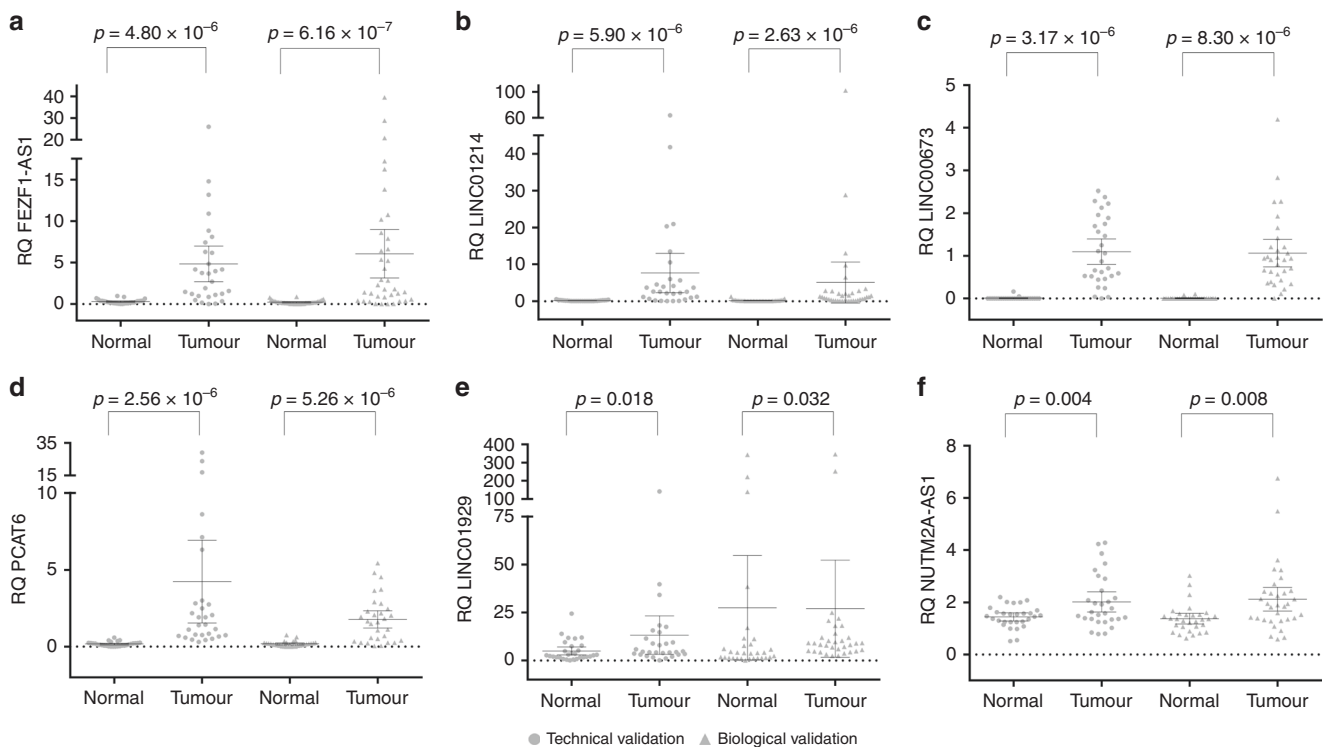 a
p = 4.80 × 10⁻⁶ p = 6.16 × 10⁻⁷
RQ FEZF1-AS1
40
30
20
15
10
5
0
Normal Tumour Normal Tumour
b
p = 5.90 × 10⁻⁶ p = 2.63 × 10⁻⁶
RQ LINC01214
100
60
40
30
20
10
0
Normal Tumour Normal Tumour
c
p = 3.17 × 10⁻⁶ p = 8.30 × 10⁻⁶
RQ LINC00673
5
4
3
2
1
0
Normal Tumour Normal Tumour
d
p = 2.56 × 10⁻⁶ p = 5.26 × 10⁻⁶
RQ PCAT6
35
15
10
5
0
Normal Tumour Normal Tumour
e
p = 0.018 p = 0.032
RQ LINC01929
400
300
200
100
75
50
25
0
Normal Tumour Normal Tumour
f
p = 0.004 p = 0.008
RQ NUTM2A-AS1
8
6
4
2
0
Normal Tumour Normal Tumour
Technical validation Biological validation